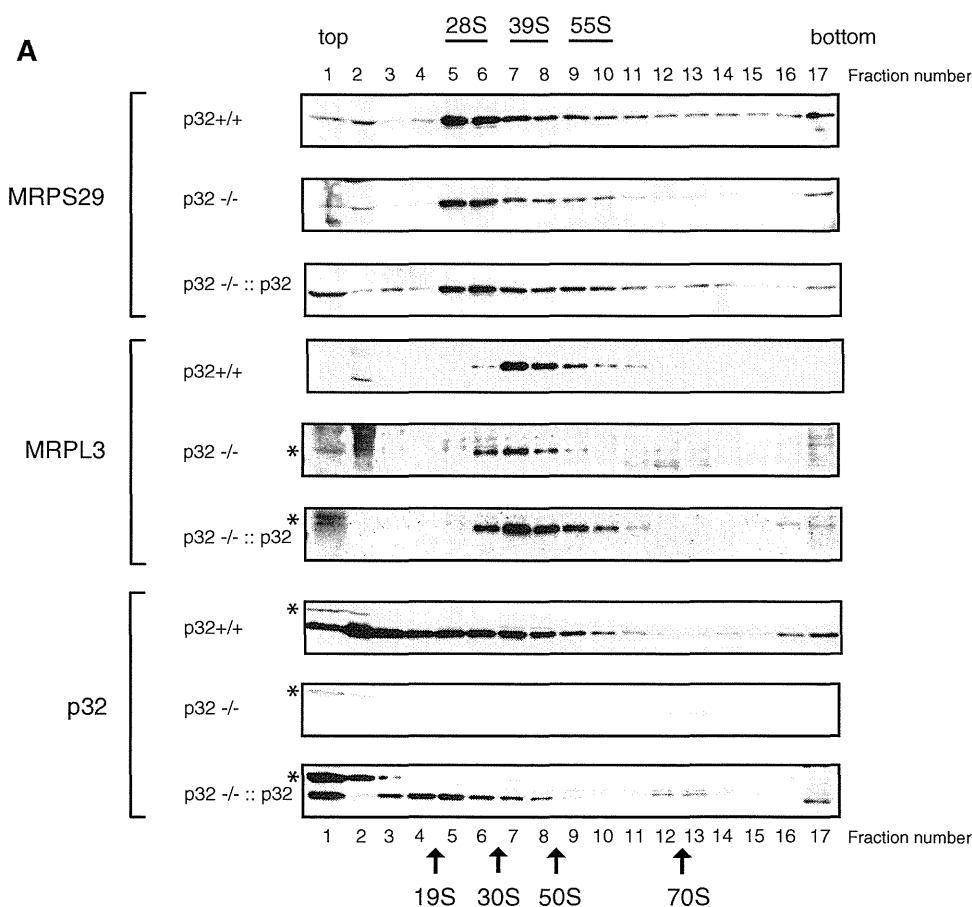 A
top 28S 39S 55S bottom
1 2 3 4 5 6 7 8 9 10 11 12 13 14 15 16 17 Fraction number
MRPS29
p32+/+
p32 -/-
p32 -/- :: p32
MRPL3
p32+/+
* p32 -/-
* p32 -/- :: p32
p32
* p32+/+
* p32 -/-
* p32 -/- :: p32
1 2 3 4 5 6 7 8 9 10 11 12 13 14 15 16 17 Fraction number
19S 30S 50S 70S